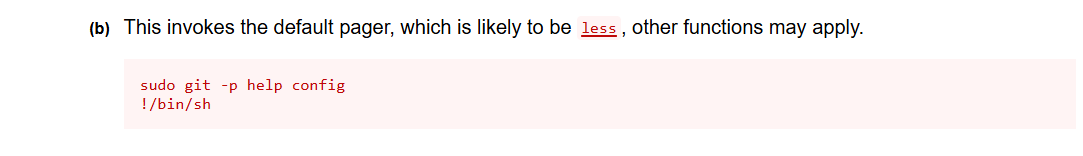 (b) This invokes the default pager, which is likely to be less, other functions may apply.
sudo git -p help config
!/bin/sh